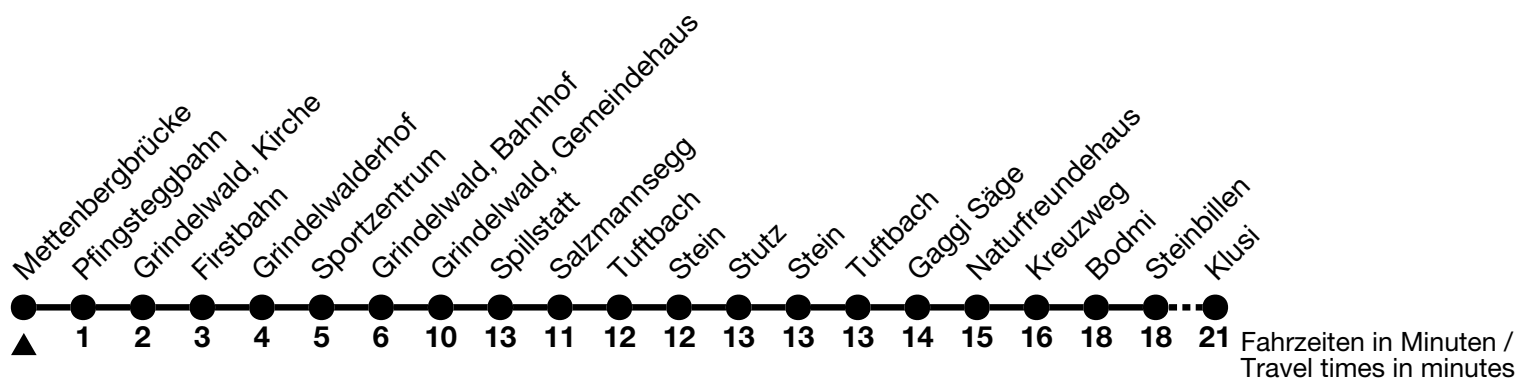 Mettenbergbrücke
Pfingsteggbahn
Grindelwald, Kirche
Firstbahn
Grindelwalderhof
Sportzentrum
Grindelwald, Bahnhof
Grindelwald, Gemeindehaus
Spillstatt
Salzmannsegg
Tuftbach
Stein
Stutz
Stein
Tuftbach
Gaggi Säge
Naturfreundehaus
Kreuzweg
Bodmi
Steinbillen
Klusi
1 2 3 4 5 6 10 13 11 12 12 13 13 13 14 15 16 18 18 21
Fahrzeiten in Minuten /
Travel times in minutes